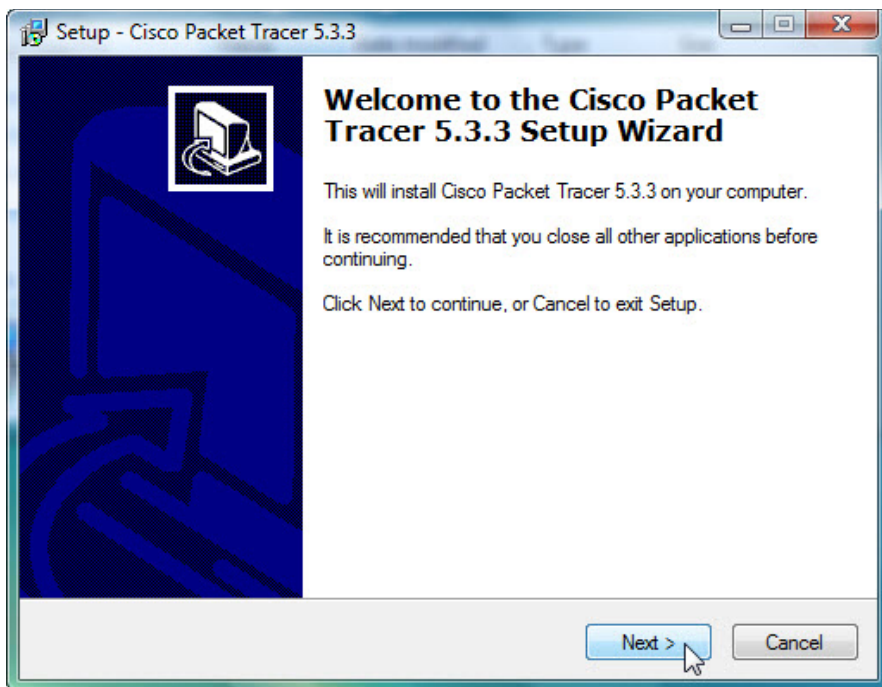 Setup - Cisco Packet Tracer 5.3.3
Welcome to the Cisco Packet
Tracer 5.3.3 Setup Wizard
This will install Cisco Packet Tracer 5.3.3 on your computer.
It is recommended that you close all other applications before
continuing.
Click Next to continue, or Cancel to exit Setup.
Next >
Cancel